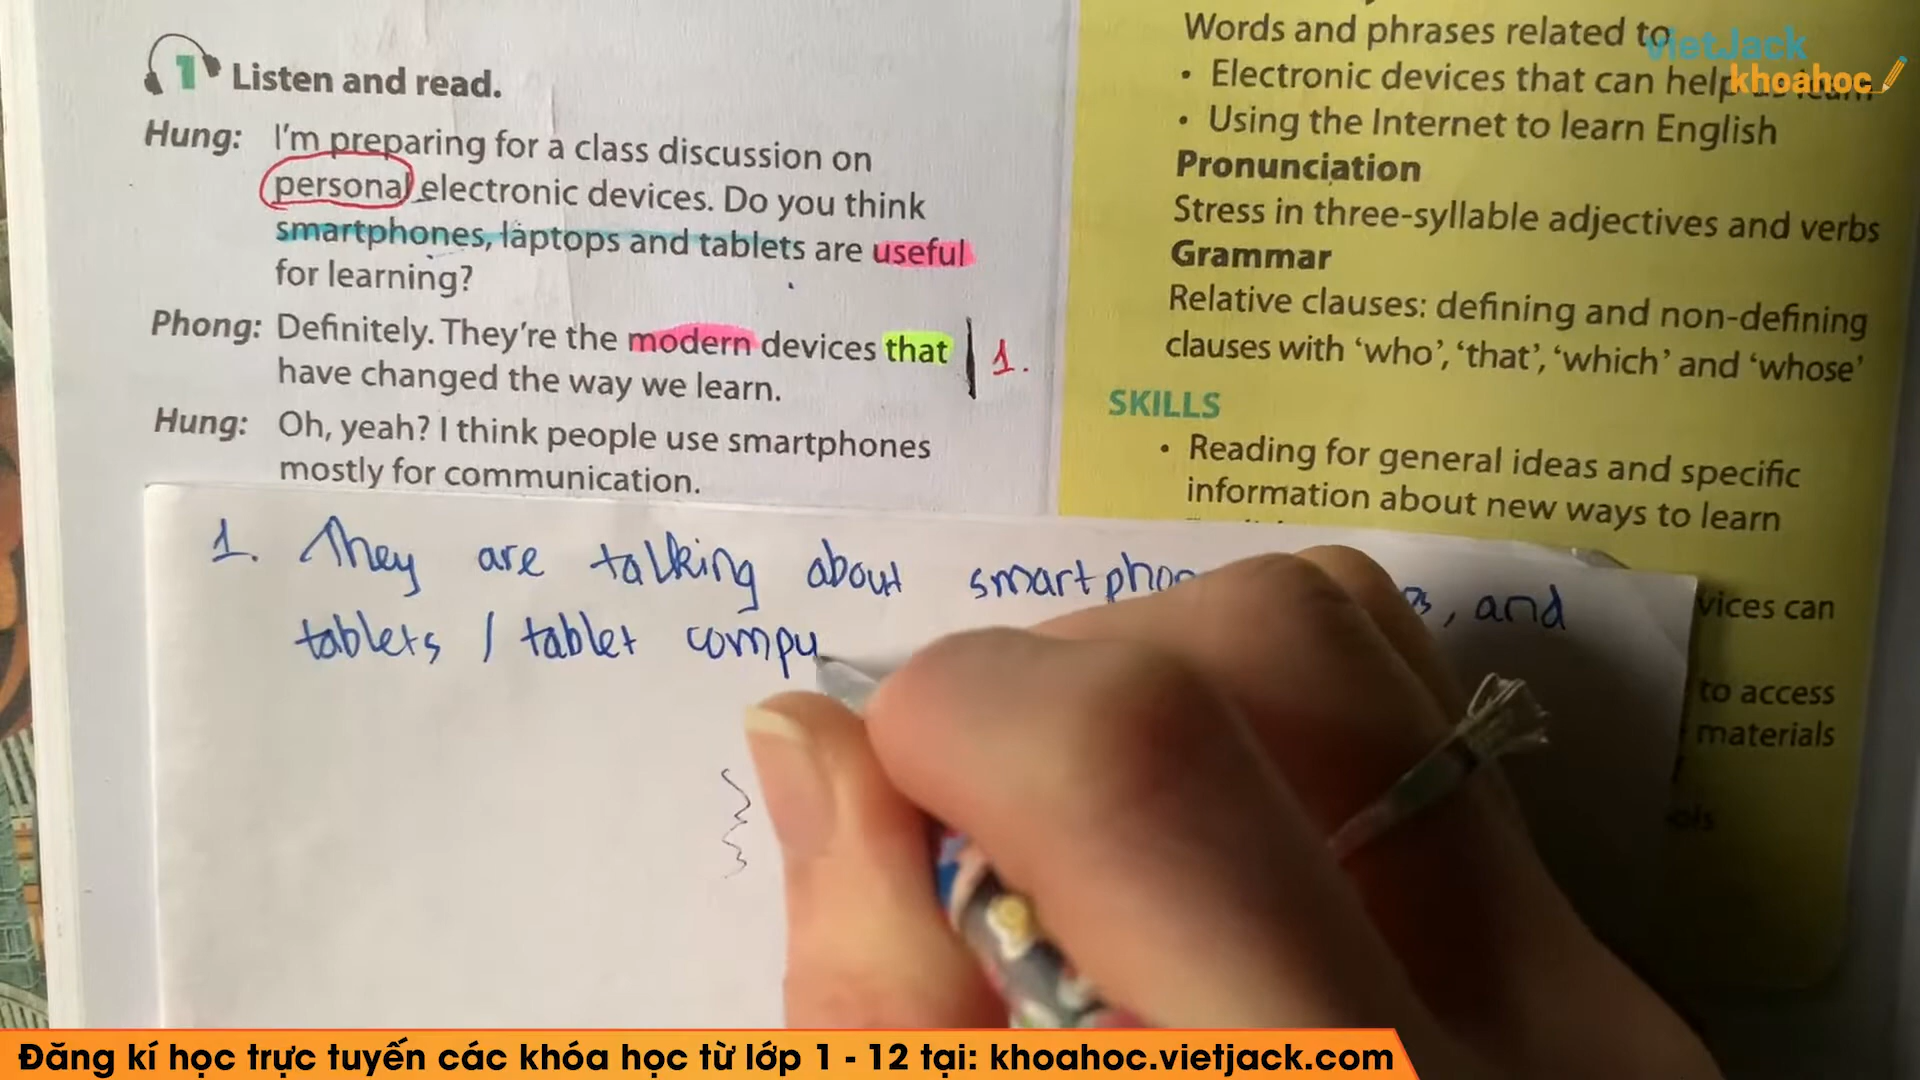 1 Listen and read.
Hung: I'm preparing for a class discussion on
personal electronic devices. Do you think
smartphones, laptops and tablets are useful
for learning?
Phong: Definitely. They're the modern devices that
have changed the way we learn.
1.
Hung: Oh, yeah? I think people use smartphones
mostly for communication.
Words and phrases related to
• Electronic devices that can help
• Using the Internet to learn English
Pronunciation
Stress in three-syllable adjectives and verbs
Grammar
Relative clauses: defining and non-defining
clauses with ‘who’, ‘that’, ‘which’ and ‘whose’
SKILLS
• Reading for general ideas and specific
information about new ways to learn
can
to access
materials
1. They are talking about and
tablets / tablet
vietJack
khoahoc
Đăng kí học trực tuyến các khóa học từ lớp 1 - 12 tại: khoahoc.vietjack.com